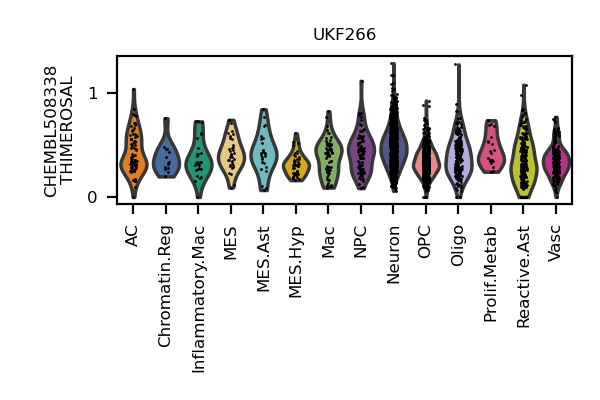 UKF266
CHEMBL508338
THIMEROSAL
1
0
AC
Chromatin.Reg
Inflammatory.Mac
MES
MES.Ast
MES.Hyp
Mac
NPC
Neuron
OPC
Oligo
Prolif.Metab
Reactive.Ast
Vasc